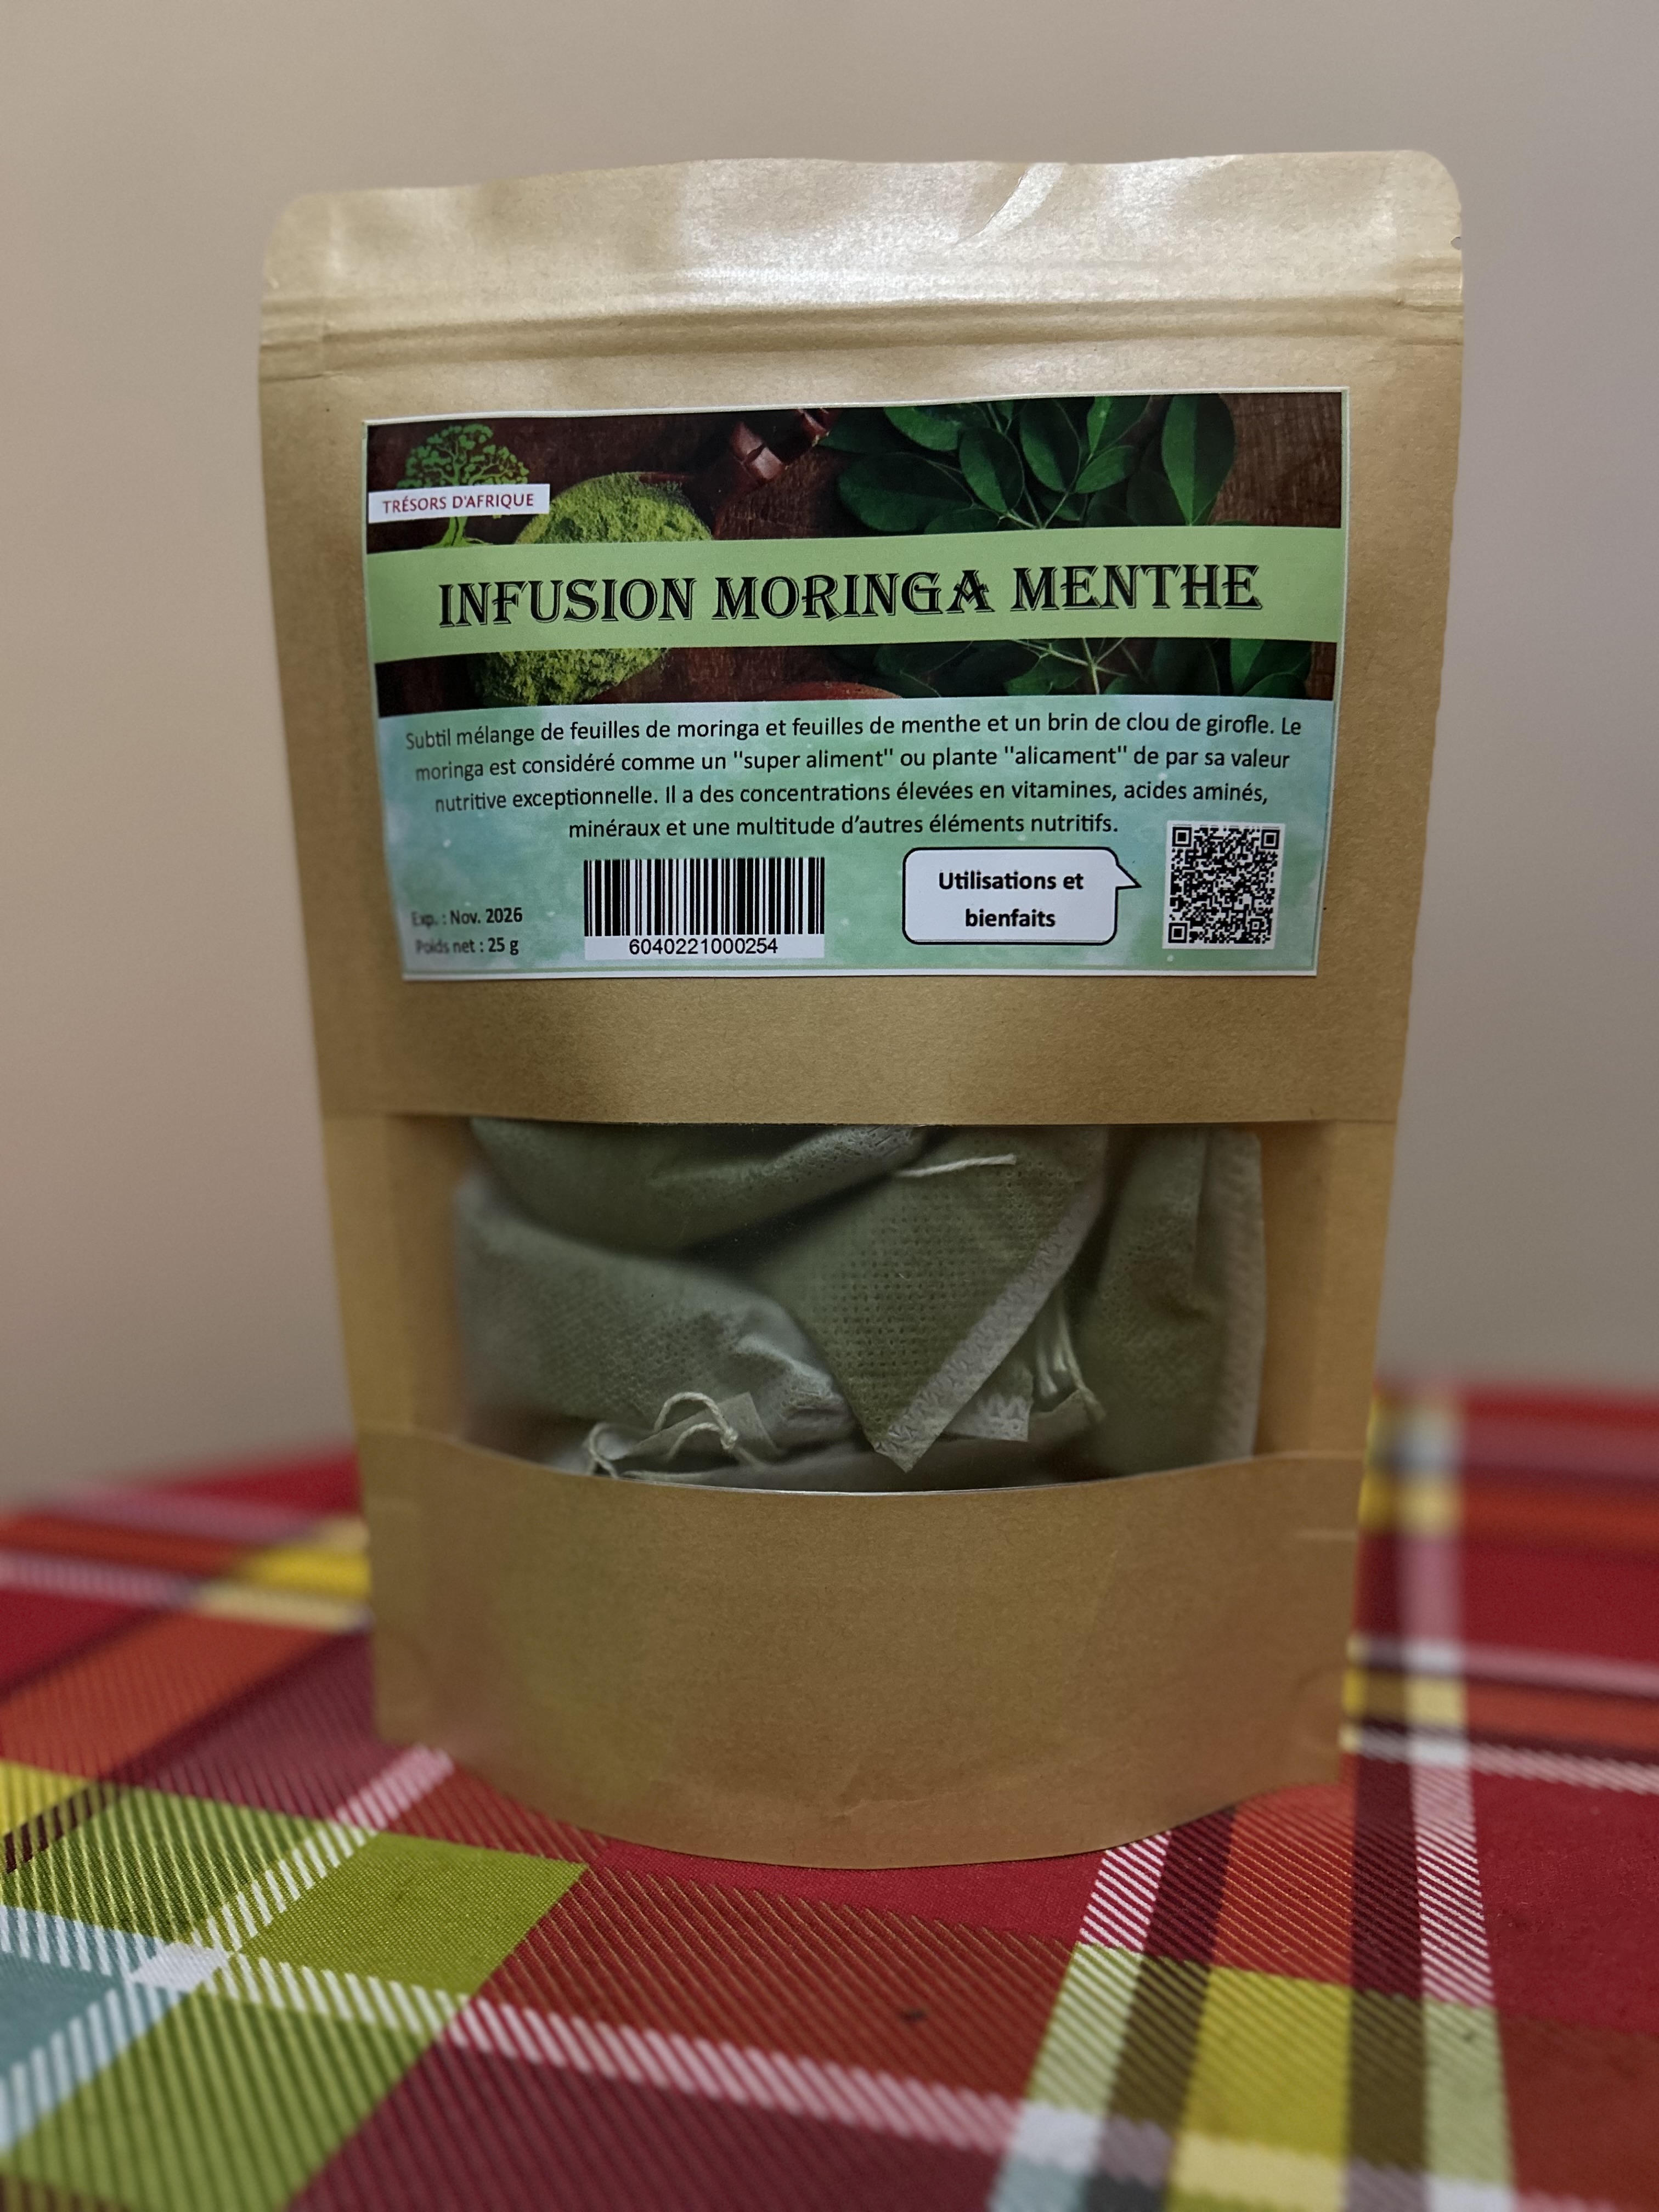 TRÉSORS D'AFRIQUE
INFUSION MORINGA MENTHE
Subtil mélange de feuilles de moringa et feuilles de menthe et un brin de clou de girofle. Le
moringa est considéré comme un "super aliment" ou plante "alicament" de par sa valeur
nutritive exceptionnelle. Il a des concentrations élevées en vitamines, acides aminés,
minéraux et une multitude d'autres éléments nutritifs.
Utilisations et
bienfaits
Exp. : Nov. 2026
Poids net : 25 g
6040221000254